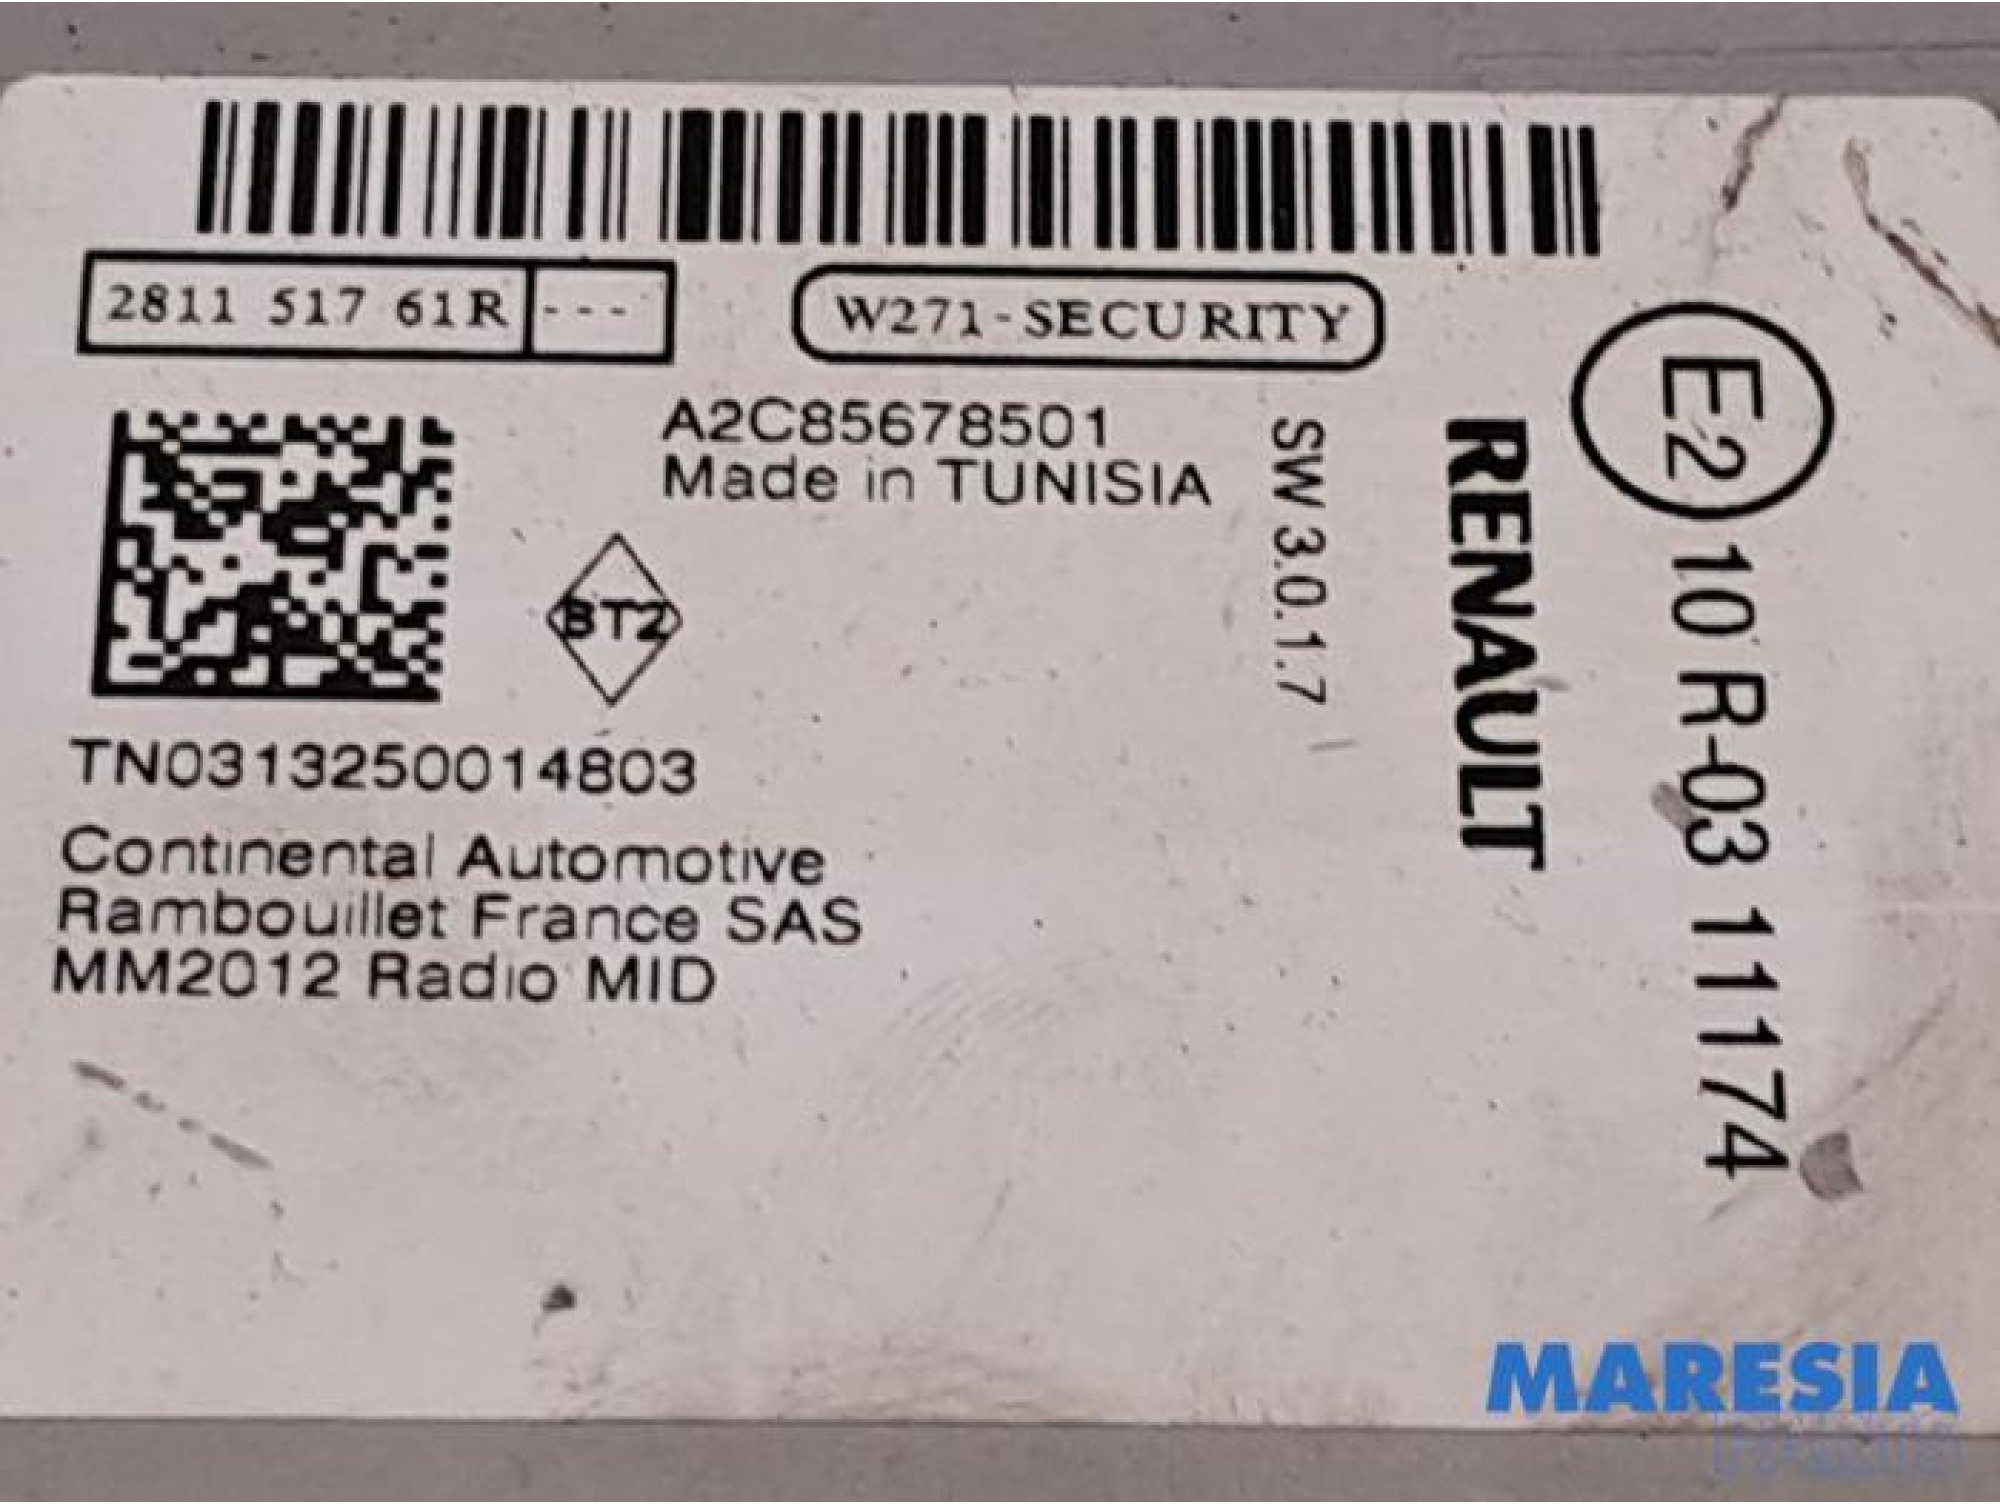 2811 517 61R ---
W271-SECURITY
A2C85678501
Made in TUNISIA
BT2
SW 3.0.1.7
RENAULT
E2
10 R-03 11174
TN0313250014803
Continental Automotive
Rambouillet France SAS
MM2012 Radio MID
MARESIA